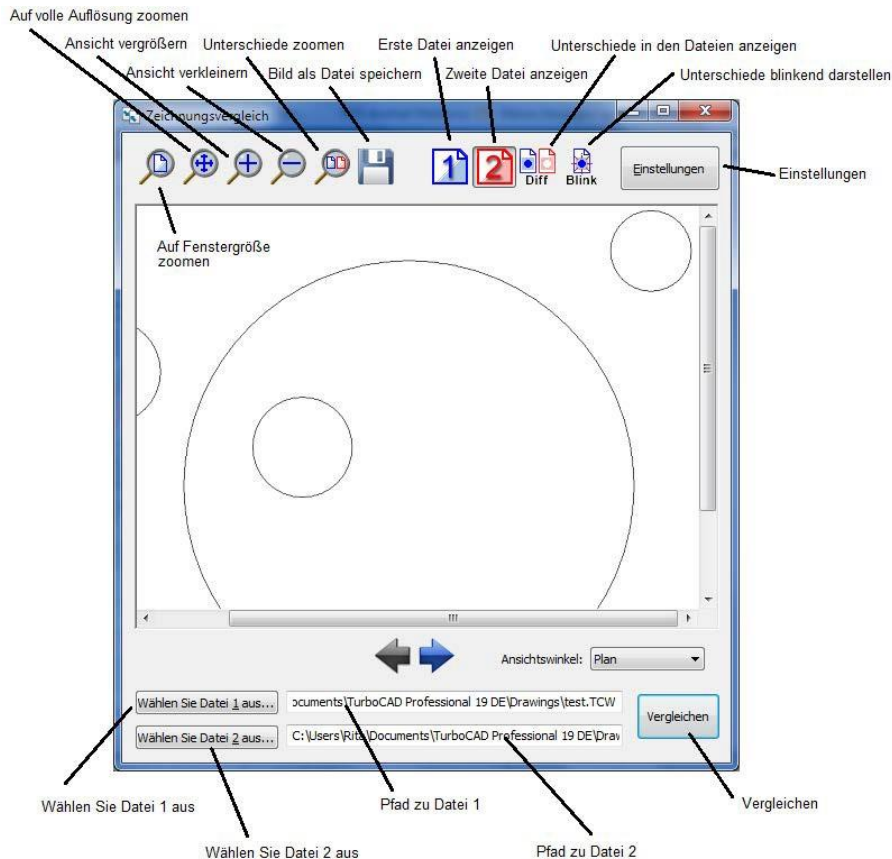 Auf volle Auflösung zoomen
Ansicht vergrößern
Unterschiede zoomen
Erste Datei anzeigen
Unterschiede in den Dateien anzeigen
Ansicht verkleinern
Bild als Datei speichern
Zweite Datei anzeigen
Unterschiede blinkend darstellen
Zeichnungsvergleich
1
2
Diff
Blink
Einstellungen
Einstellungen
Auf Fenstergröße
zoomen
Ansichtswinkel:
Plan
Wählen Sie Datei 1 aus...
ocuments\TurboCAD Professional 19 DE\Drawings\test.TCW
Vergleichen
Wählen Sie Datei 2 aus...
C:\Users\Rita\Documents\TurboCAD Professional 19 DE\Draw
Wählen Sie Datei 1 aus
Pfad zu Datei 1
Vergleichen
Wählen Sie Datei 2 aus
Pfad zu Datei 2